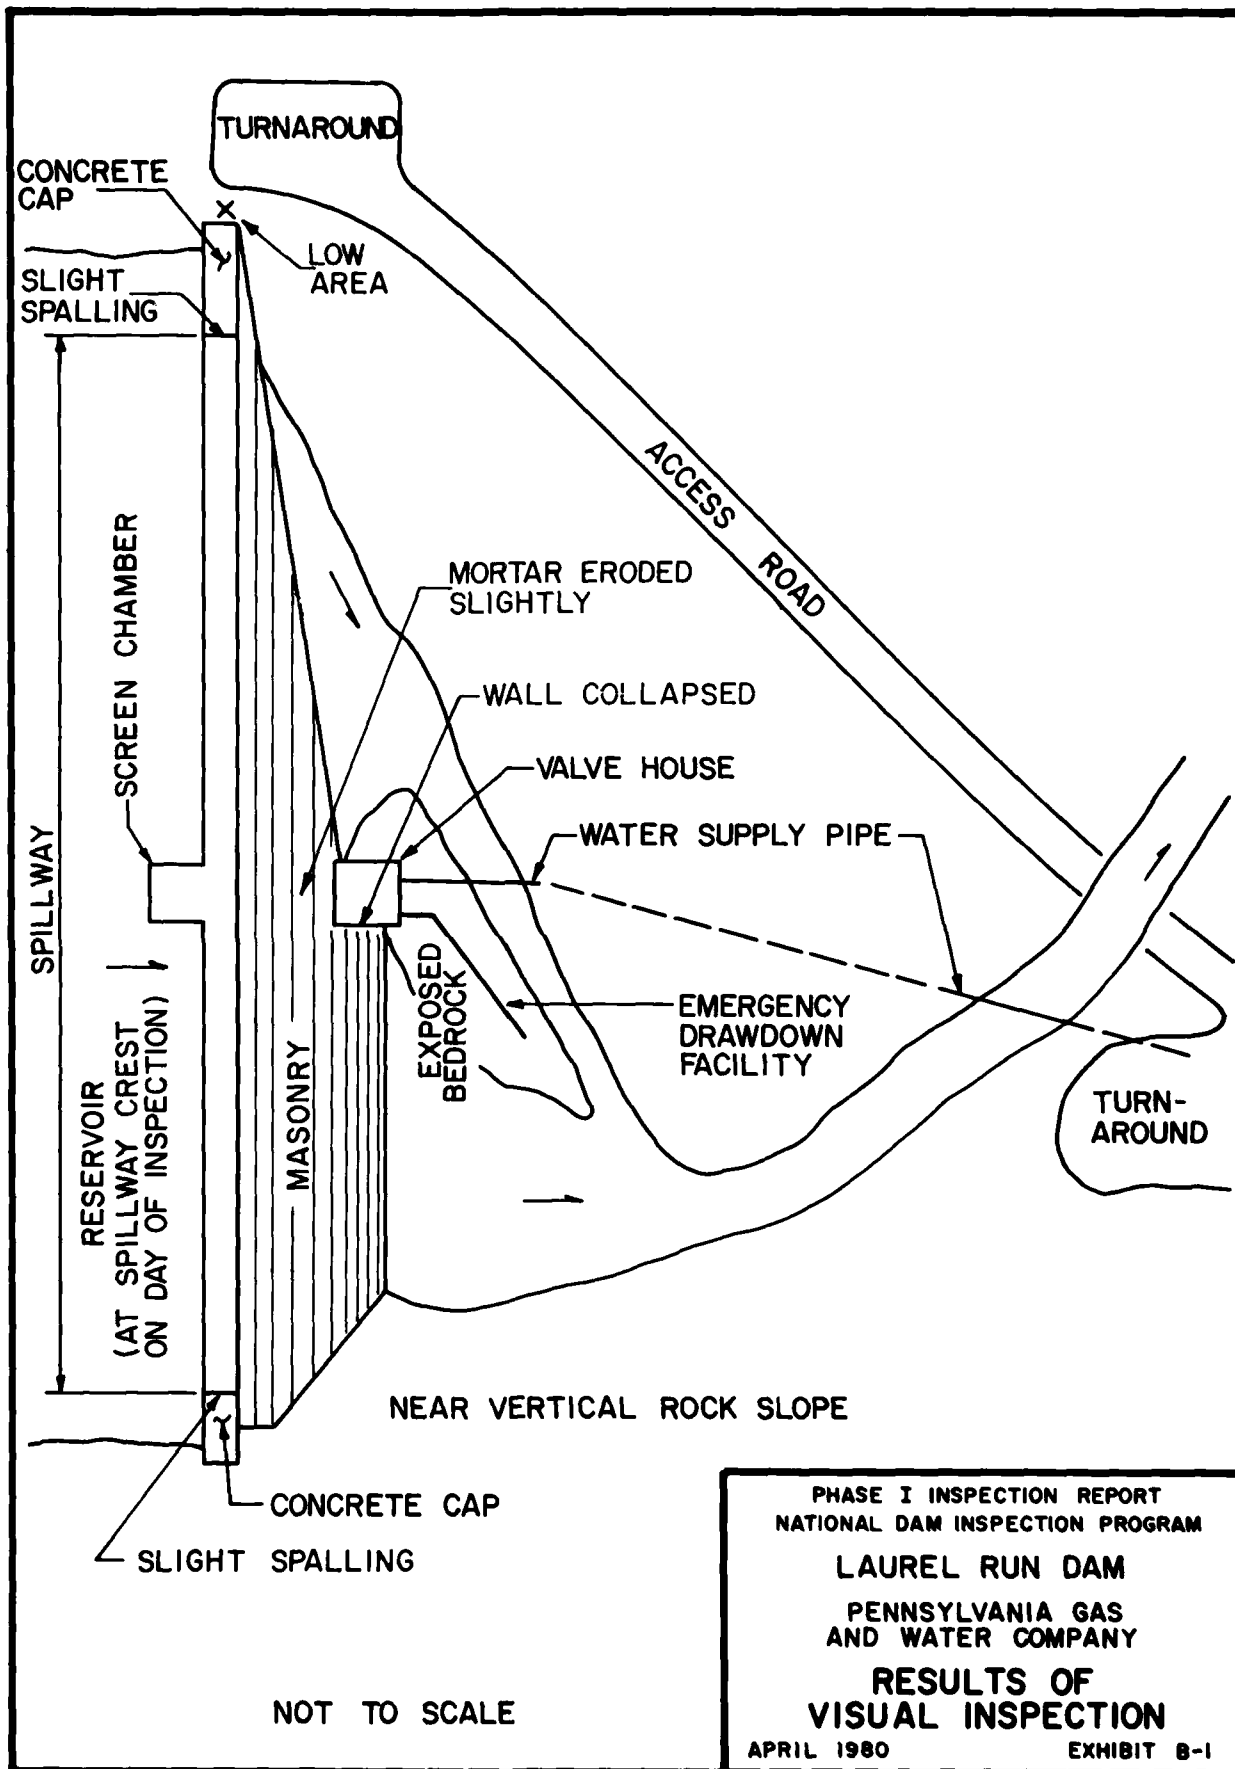 TURNAROUND
CONCRETE
CAP
LOW
AREA
SLIGHT
SPALLING
ACCESS ROAD
SCREEN CHAMBER
MORTAR ERODED
SLIGHTLY
WALL COLLAPSED
VALVE HOUSE
WATER SUPPLY PIPE
SPILLWAY
RESERVOIR
(AT SPILLWAY CREST
ON DAY OF INSPECTION)
MASONRY
EXPOSED
BEDROCK
EMERGENCY
DRAWDOWN
FACILITY
TURN-
AROUND
NEAR VERTICAL ROCK SLOPE
CONCRETE CAP
SLIGHT SPALLING
NOT TO SCALE
PHASE I INSPECTION REPORT
NATIONAL DAM INSPECTION PROGRAM
LAUREL RUN DAM
PENNSYLVANIA GAS
AND WATER COMPANY
RESULTS OF
VISUAL INSPECTION
APRIL 1980 EXHIBIT B-1